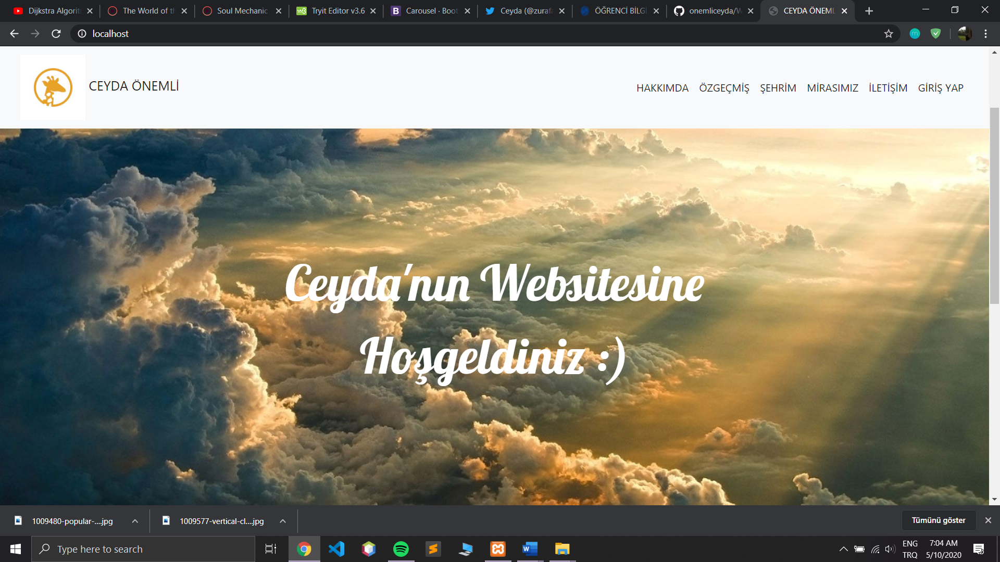 Dijkstra Algorit
The World of th
Soul Mechanic
Tryit Editor v3.6
Carousel · Boot
Ceyda (@zurafa
ÖĞRENCİ BİLGİ
onemliceyda/W
CEYDA ÖNEML
localhost
CEYDA ÖNEMLİ
HAKKIMDA ÖZGEÇMİŞ ŞEHRİM MİRASIMIZ İLETİŞİM GİRİŞ YAP
Ceyda'nın Websitesine
Hoşgeldiniz :)
1009480-popular-....jpg
1009577-vertical-cl....jpg
Tümünü göster
Type here to search
ENG
TRQ
7:04 AM
5/10/2020